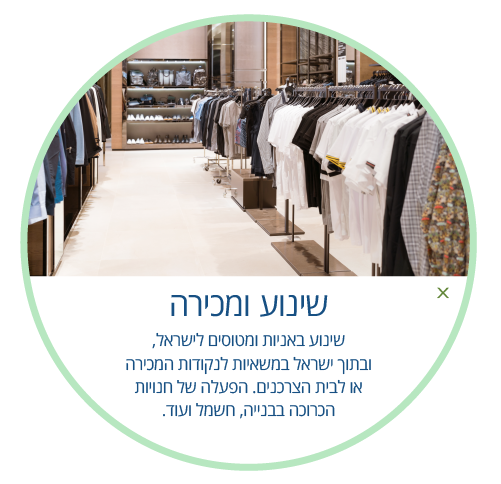 שינוע ומכירה
שינוע באניות ומטוסים לישראל,
ובתוך ישראל במשאיות לנקודות המכירה
או לבית הצרכנים. הפעלה של חנויות
הכרוכה בבנייה, חשמל ועוד.